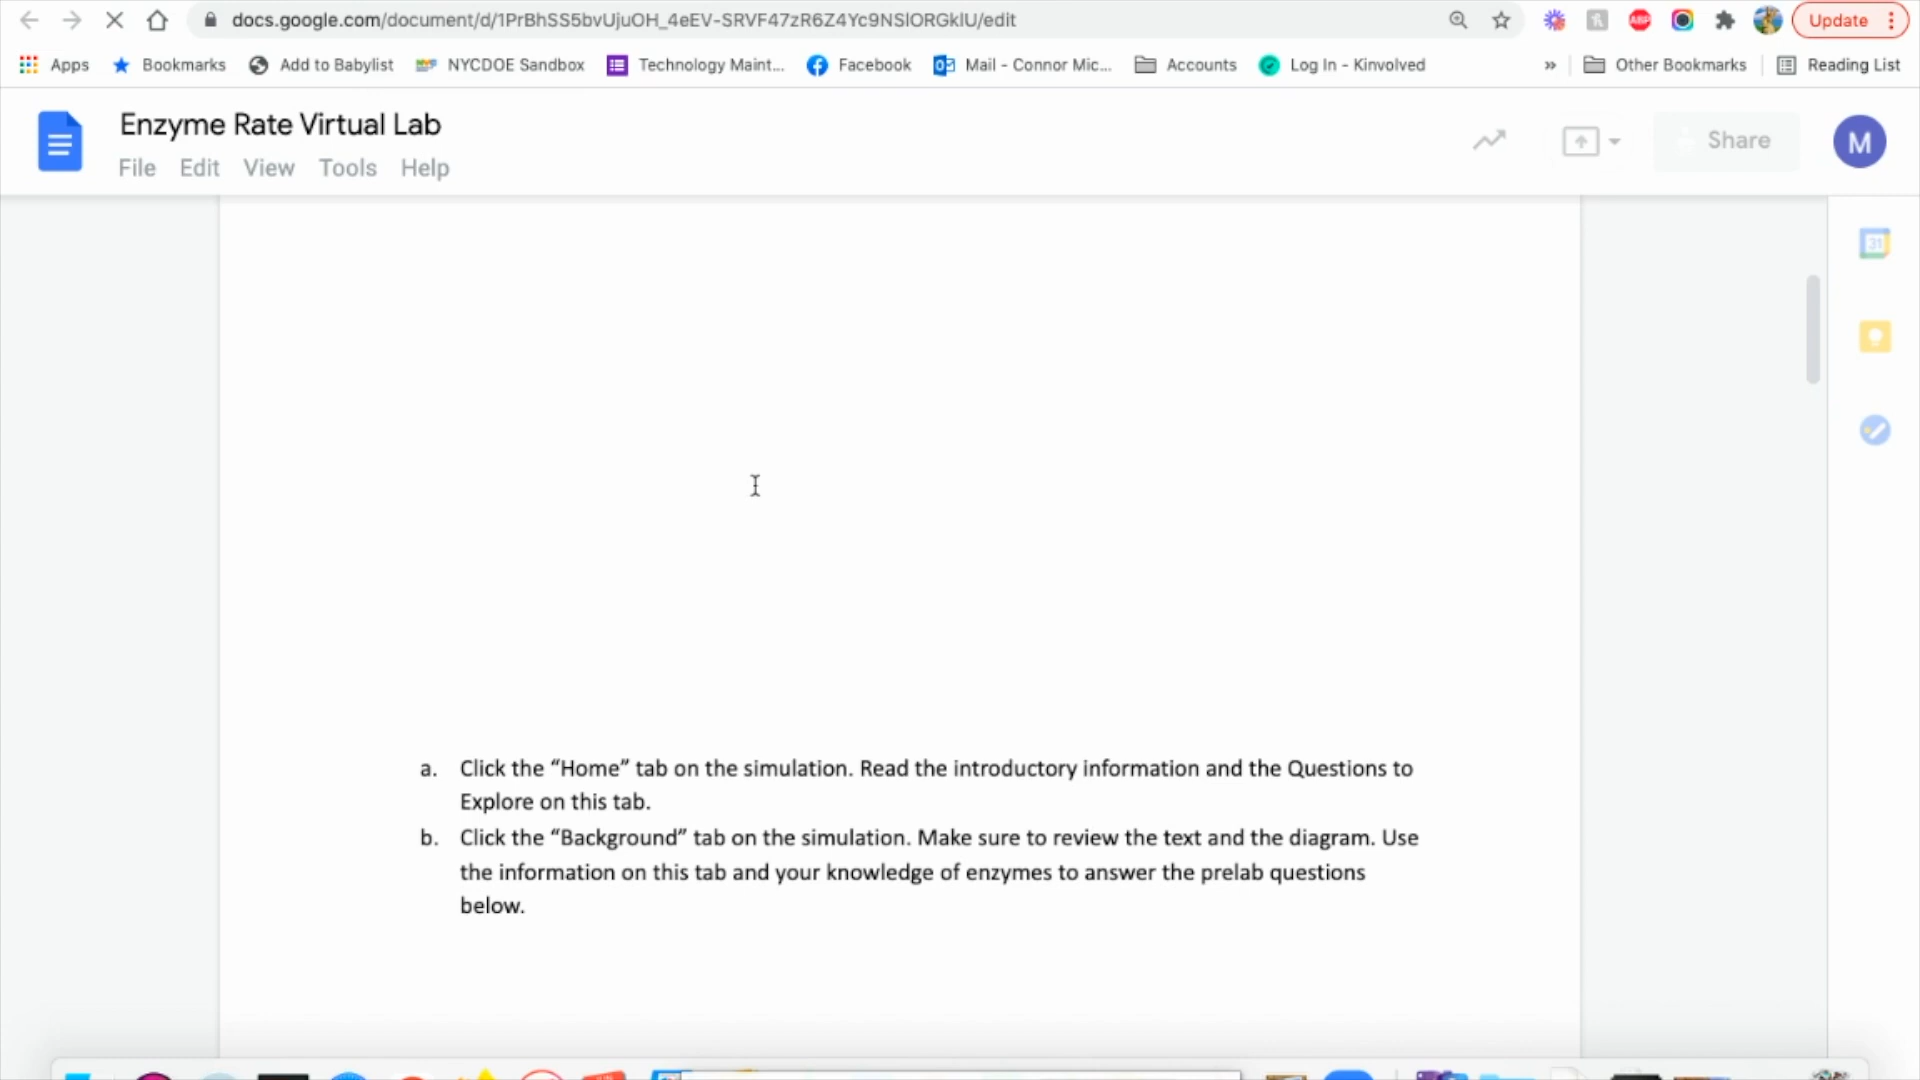 docs.google.com/document/d/1PrBhSS5bvUjuOH_4eEV-SRVF47zR6Z4Yc9NSlORGklU/edit
ABP
Update
Apps Bookmarks Add to Babylist NYCDOE Sandbox Technology Maint... Facebook Mail - Connor Mic... Accounts Log In - Kinvolved » Other Bookmarks Reading List
Enzyme Rate Virtual Lab
File Edit View Tools Help
Share
M
31
a. Click the “Home” tab on the simulation. Read the introductory information and the Questions to
Explore on this tab.
b. Click the “Background” tab on the simulation. Make sure to review the text and the diagram. Use
the information on this tab and your knowledge of enzymes to answer the prelab questions
below.